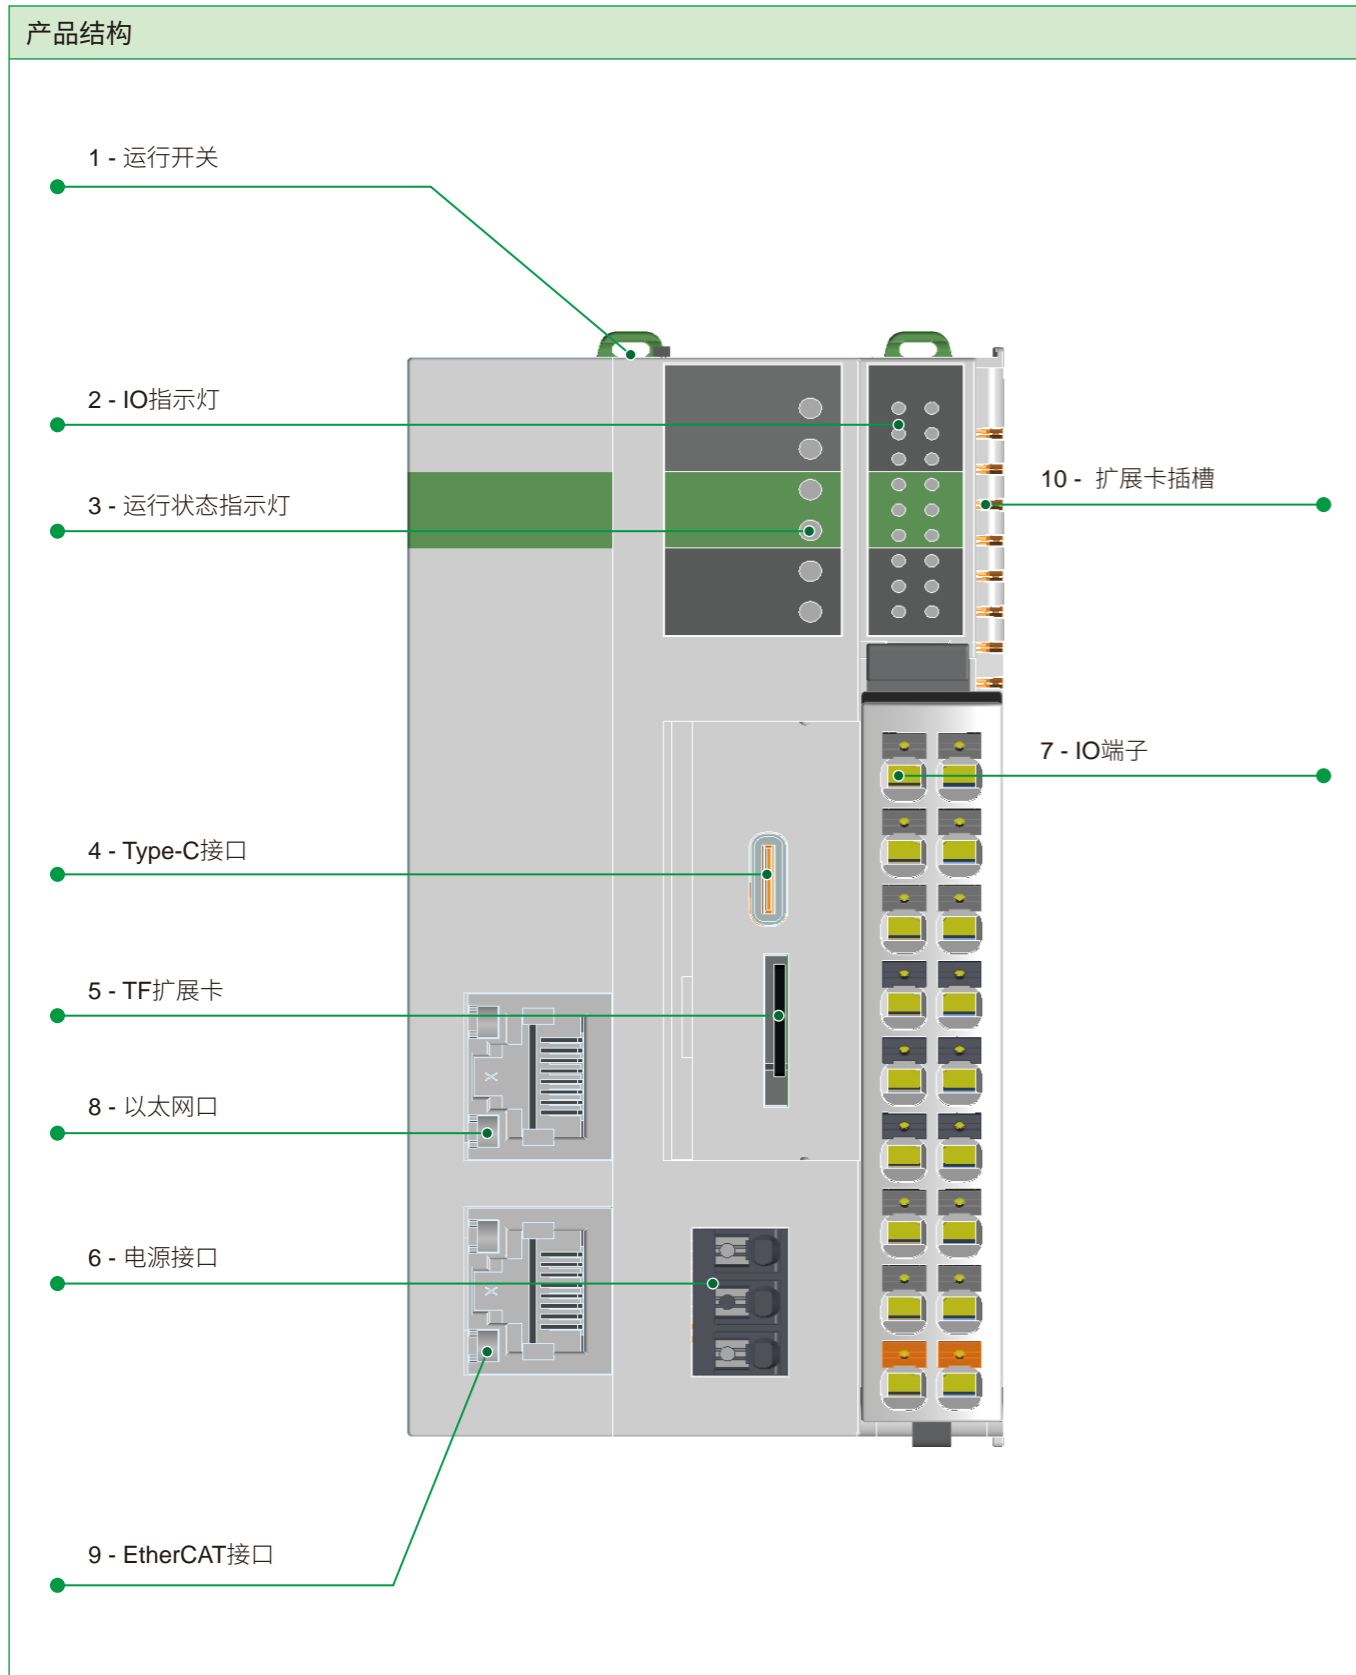 产品结构
1 - 运行开关
2 - IO指示灯
10 - 扩展卡插槽
3 - 运行状态指示灯
7 - IO端子
4 - Type-C接口
5 - TF扩展卡
8 - 以太网口
6 - 电源接口
9 - EtherCAT接口